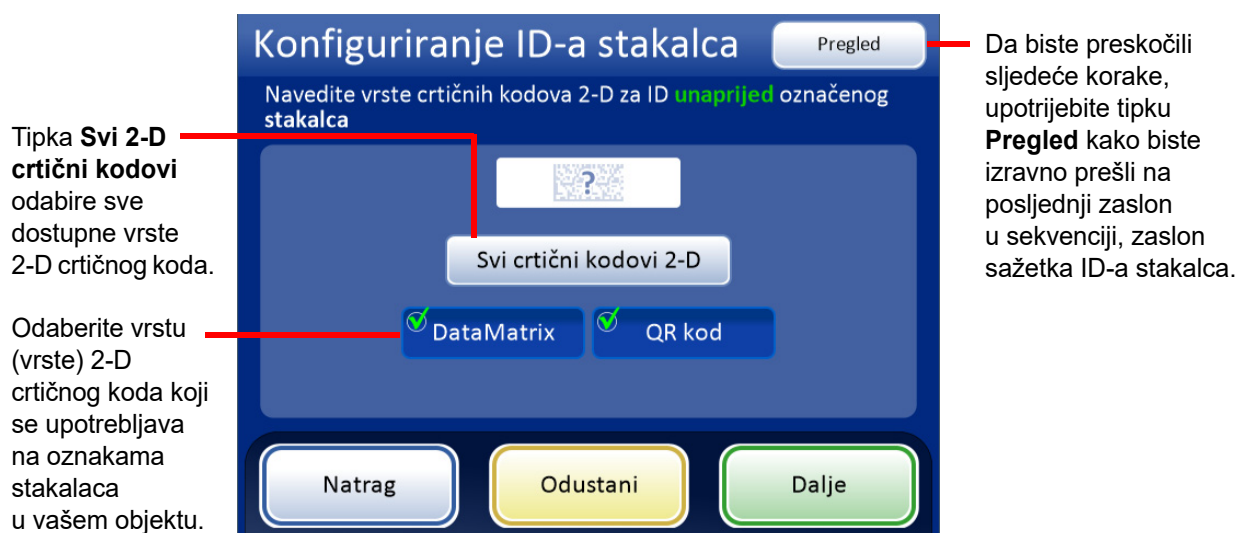 Konfiguriranje ID-a stakalca
Pregled
Navedite vrste crtičnih kodova 2-D za ID unaprijed označenog
stakalca
?
Svi crtični kodovi 2-D
DataMatrix
QR kod
Natrag
Odustani
Dalje
Tipka Svi 2-D
crtični kodovi
odabire sve
dostupne vrste
2-D crtičnog koda.
Odaberite vrstu
(vrste) 2-D
crtičnog koda koji
se upotrebljava
na oznakama
stakalaca
u vašem objektu.
Da biste preskočili
sljedeće korake,
upotrijebite tipku
Pregled kako biste
izravno prešli na
posljednji zaslon
u sekvenciji, zaslon
sažetka ID-a stakalca.